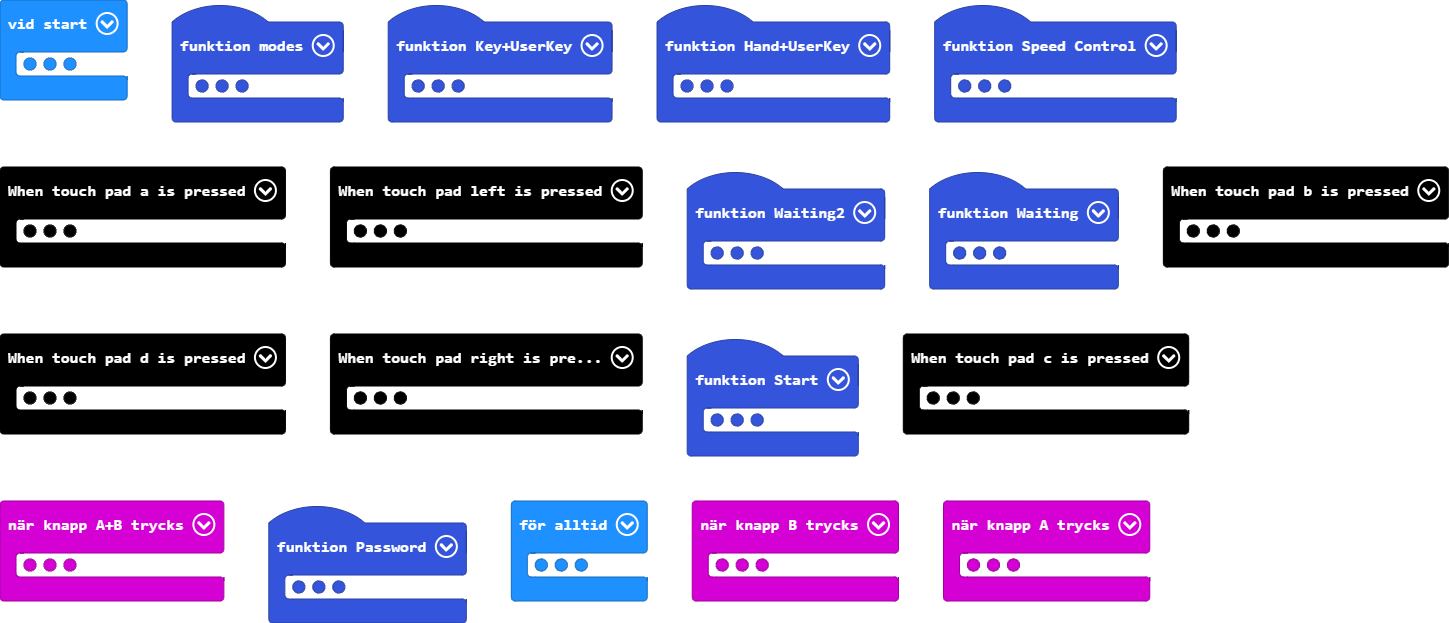 vid start
funktion modes
funktion Key+UserKey
funktion Hand+UserKey
funktion Speed Control
When touch pad a is pressed
When touch pad left is pressed
funktion Waiting2
funktion Waiting
When touch pad b is pressed
When touch pad d is pressed
When touch pad right is pre...
funktion Start
When touch pad c is pressed
när knapp A+B trycks
funktion Password
för alltid
när knapp B trycks
när knapp A trycks